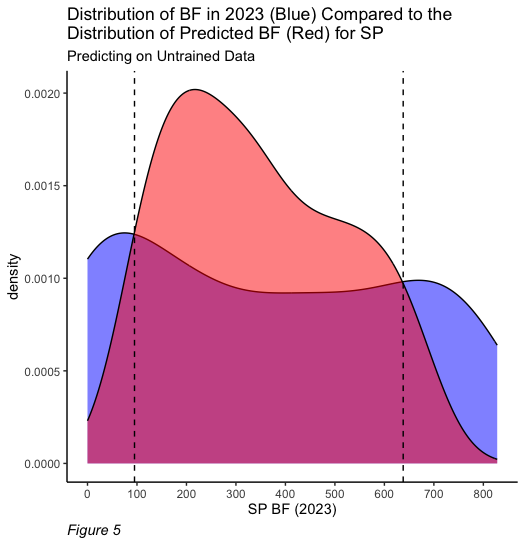 Distribution of BF in 2023 (Blue) Compared to the
Distribution of Predicted BF (Red) for SP
Predicting on Untrained Data
0.0020
0.0015
0.0010
0.0005
0.0000
density
0 100 200 300 400 500 600 700 800
SP BF (2023)
Figure 5